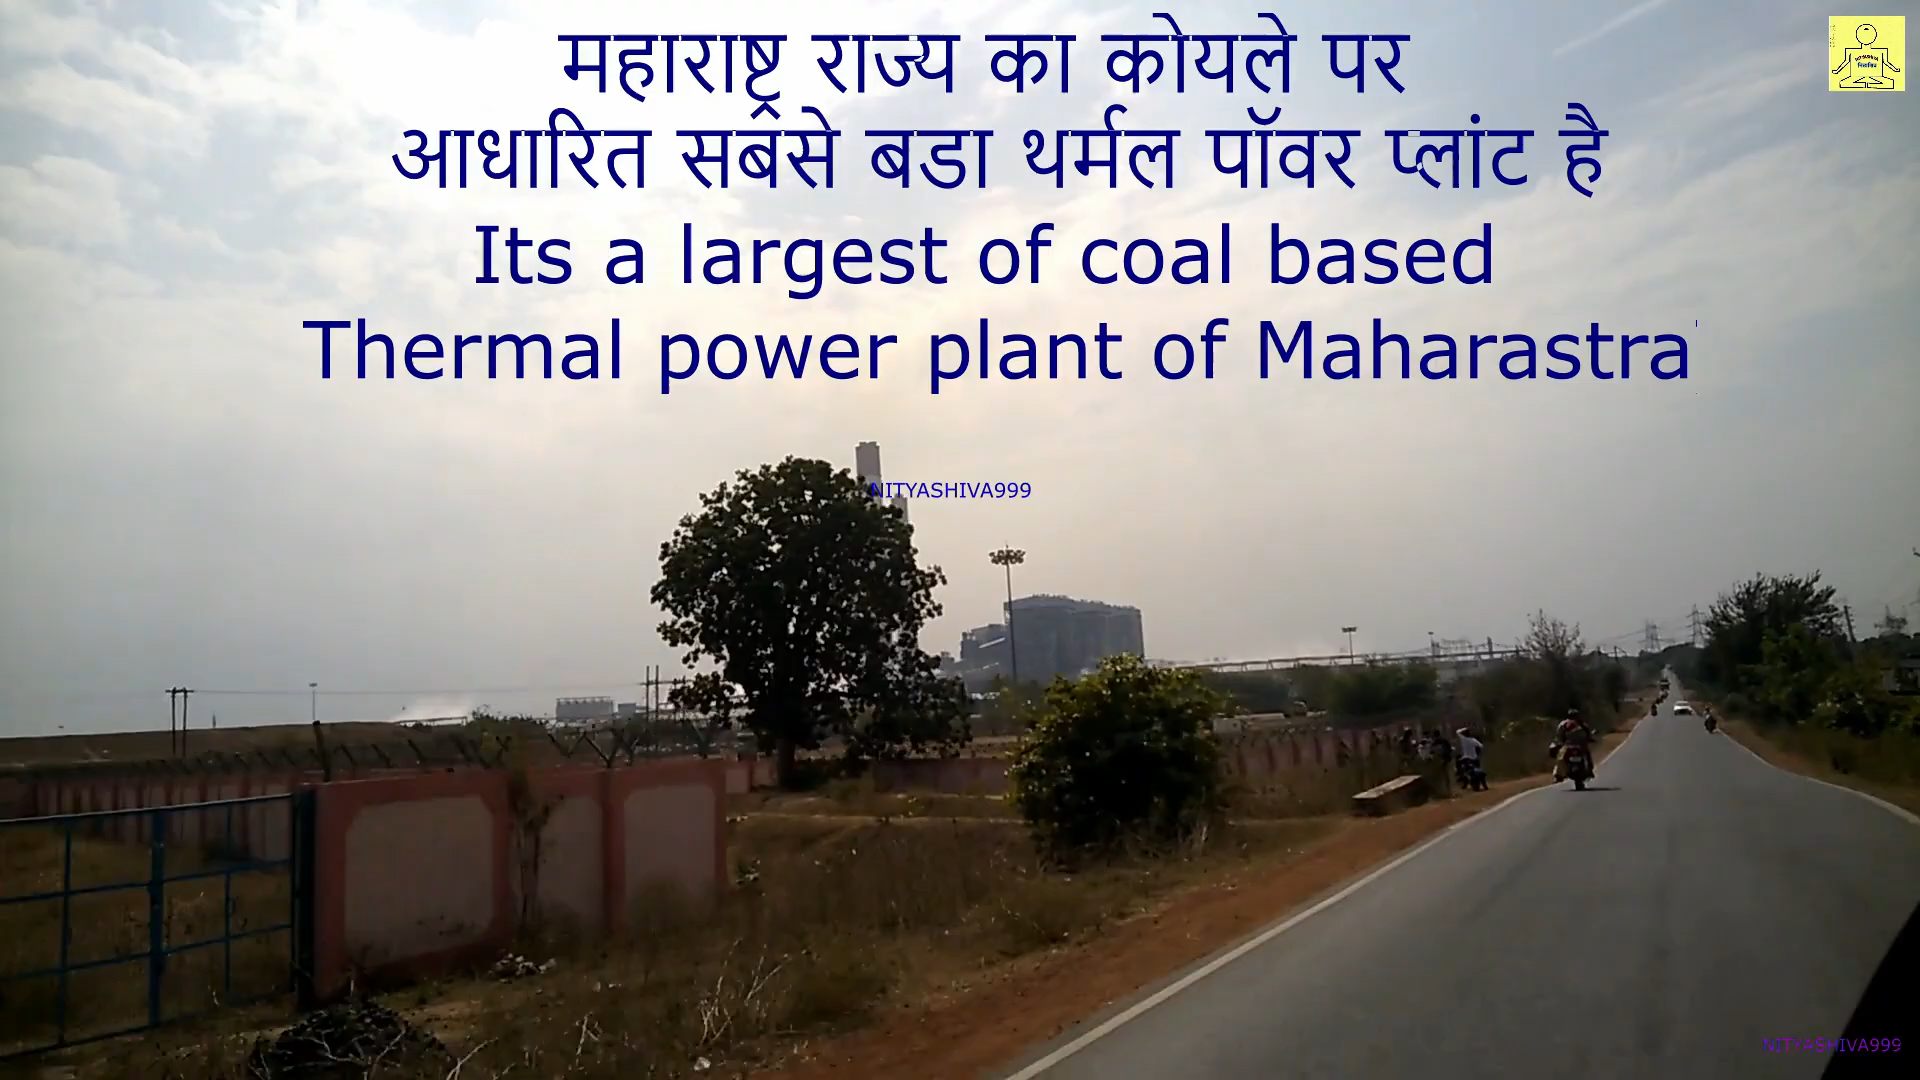 महाराष्ट्र राज्य का कोयले पर
आधारित सबसे बडा थर्मल पॉवर प्लांट है
Its a largest of coal based
Thermal power plant of Maharastra
NITYASHIVA999
NITYASHIVA999